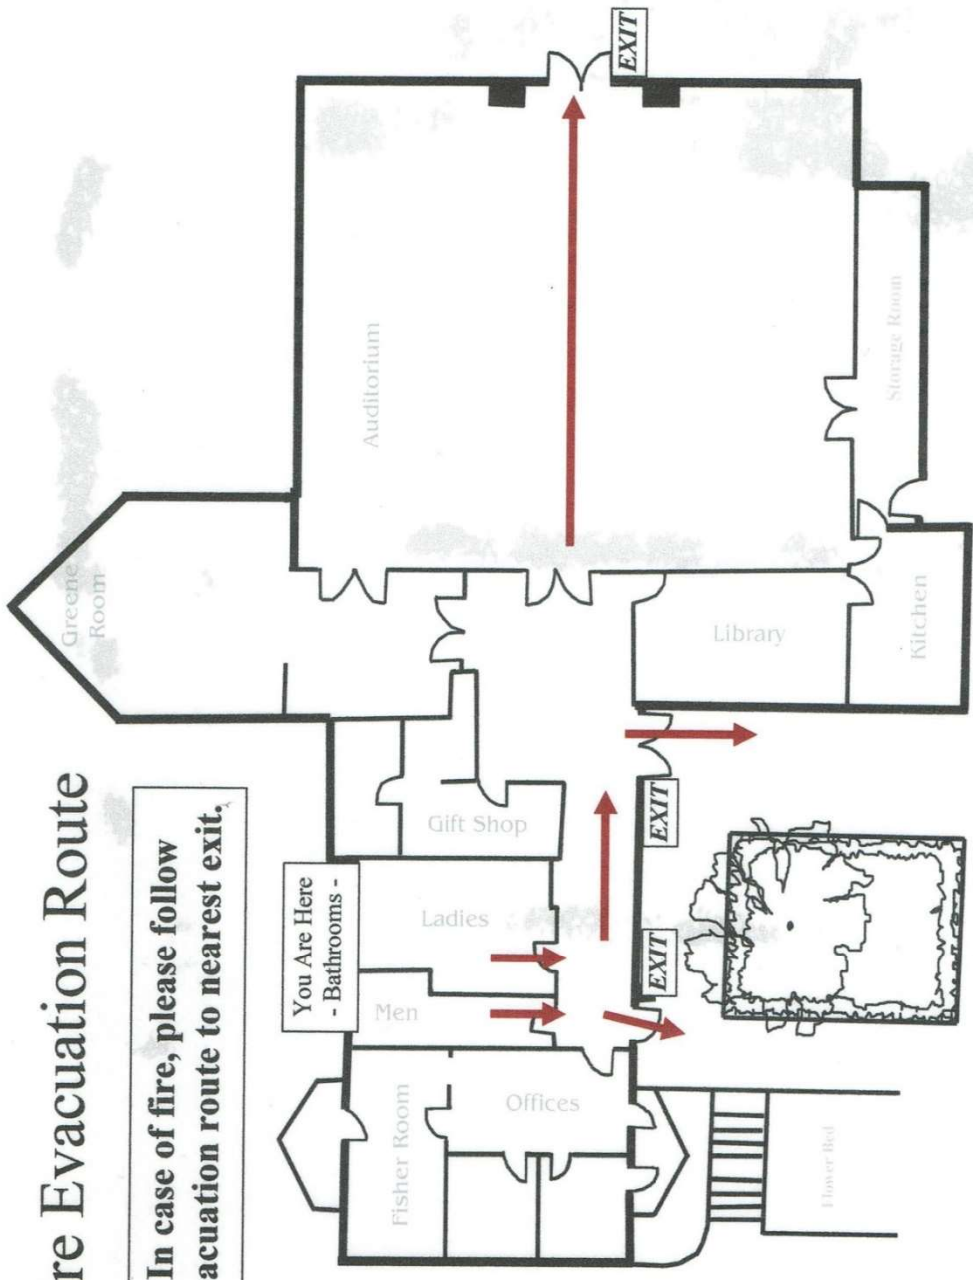 re Evacuation Route
In case of fire, please follow
acuation route to nearest exit.
You Are Here
- Bathrooms -
Greene
Room
Auditorium
EXIT
Gift Shop
Ladies
Men
Fisher Room
Offices
EXIT
EXIT
Library
Kitchen
Storage Room
Flower Bed